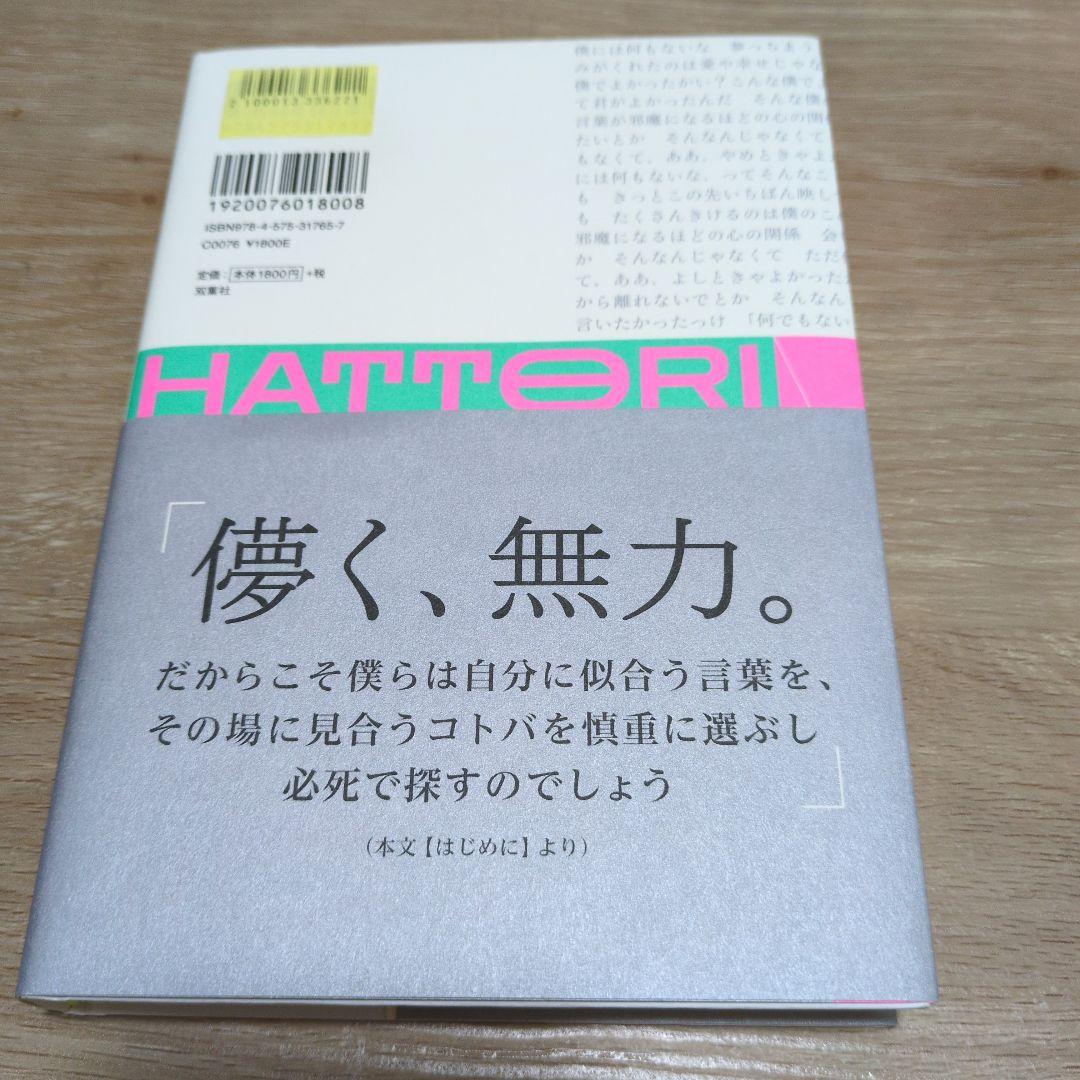 2100013336221
1920076018008
ISBN978-4-575-31765-7
C0076 ¥1800E
定価：本体1800円+税
双葉社
僕には何もないな 参っちまう
みがくれたのは愛や幸せじゃな
僕でよかったかい？こんな僕で
て君がよかったんだ そんな僕
言葉が邪魔になるほどの心の関
たいとか そんなんじゃなくて
もなくて、ああ、やめときゃよ
には何もないな、ってそんなこ
も きっとこの先いちばん映し
も たくさんきけるのは僕のこ
邪魔になるほどの心の関係 会
か そんなんじゃなくて ただ
て、ああ、よしときゃよかった
から離れないでとか そんなん
言いたかったっけ 「何でもない
HATTORI
「儚く、無力。
だからこそ僕らは自分に似合う言葉を、
その場に見合うコトバを慎重に選ぶし
必死で探すのでしょう」
（本文【はじめに】より）